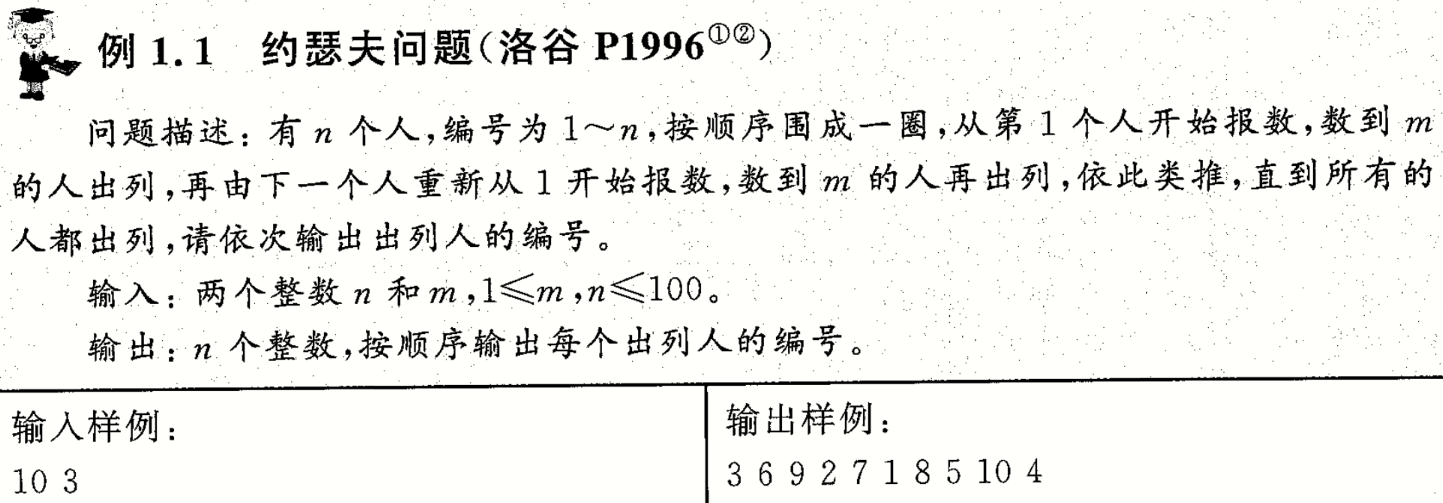 例 1.1 约瑟夫问题(洛谷 P1996①②)
问题描述：有 n 个人,编号为 1～n,按顺序围成一圈,从第 1 个人开始报数,数到 m
的人出列,再由下一个人重新从 1 开始报数,数到 m 的人再出列,依此类推,直到所有的
人都出列,请依次输出出列人的编号。
输入：两个整数 n 和 m,1≤m,n≤100。
输出：n 个整数,按顺序输出每个出列人的编号。
输入样例：
10 3
输出样例：
3 6 9 2 7 1 8 5 10 4